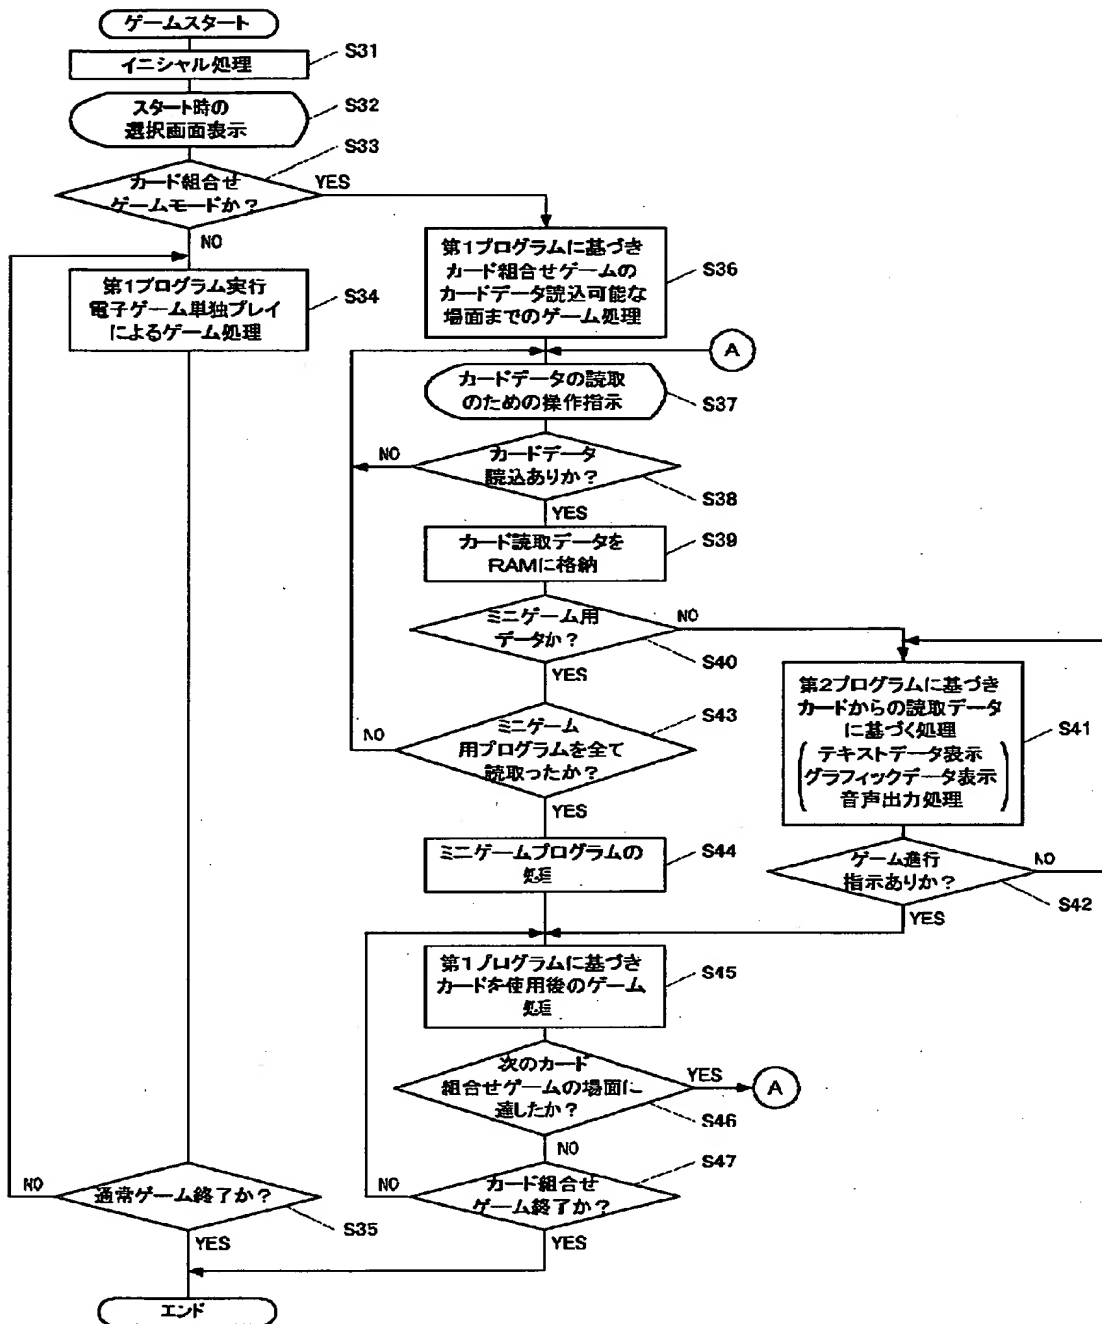 ゲームスタート
イニシャル処理
S31
スタート時の
選択画面表示
S32
カード組合せ
ゲームモードか?
S33
YES
NO
第1プログラム実行
電子ゲーム単独プレイ
によるゲーム処理
S34
第1プログラムに基づき
カード組合せゲームの
カードデータ読込可能な
場面までのゲーム処理
S36
A
カードデータの読取
のための操作指示
S37
カードデータ
読込ありか?
NO
S38
YES
カード読取データを
RAMに格納
S39
ミニゲーム用
データか?
NO
S40
YES
第2プログラムに基づき
カードからの読取データ
に基づく処理
テキストデータ表示
グラフィックデータ表示
音声出力処理
S41
ミニゲーム
用プログラムを全て
読取ったか?
S43
NO
YES
ミニゲームプログラムの
処理
S44
ゲーム進行
指示ありか?
NO
S42
YES
第1プログラムに基づき
カードを使用後のゲーム
処理
S45
次のカード
組合せゲームの場面に
達したか?
YES
A
S46
NO
カード組合せ
ゲーム終了か?
S47
NO
YES
通常ゲーム終了か?
NO
S35
YES
エンド